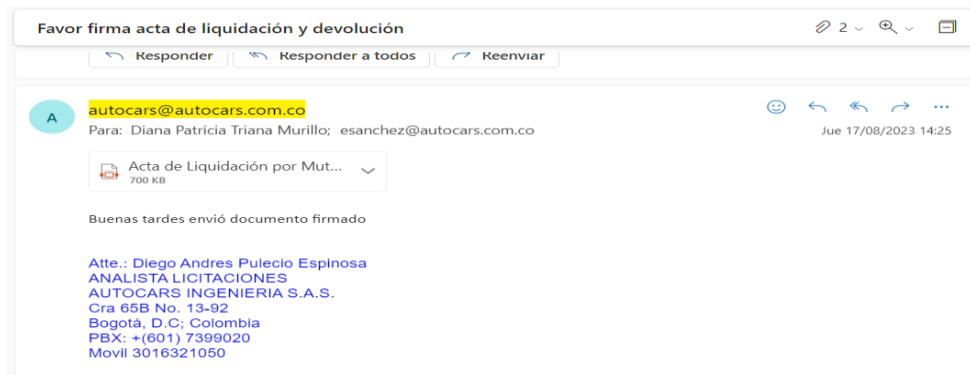 Favor firma acta de liquidación y devolución
2
Responder
Responder a todos
Reenviar
A
autocars@autocars.com.co
Para: Diana Patricia Triana Murillo; esanchez@autocars.com.co
Jue 17/08/2023 14:25
Acta de Liquidación por Mut...
700 KB
Buenas tardes envió documento firmado
Atte.: Diego Andres Pulecio Espinosa
ANALISTA LICITACIONES
AUTOCARS INGENIERIA S.A.S.
Cra 65B No. 13-92
Bogotá, D.C; Colombia
PBX: +(601) 7399020
Movil 3016321050